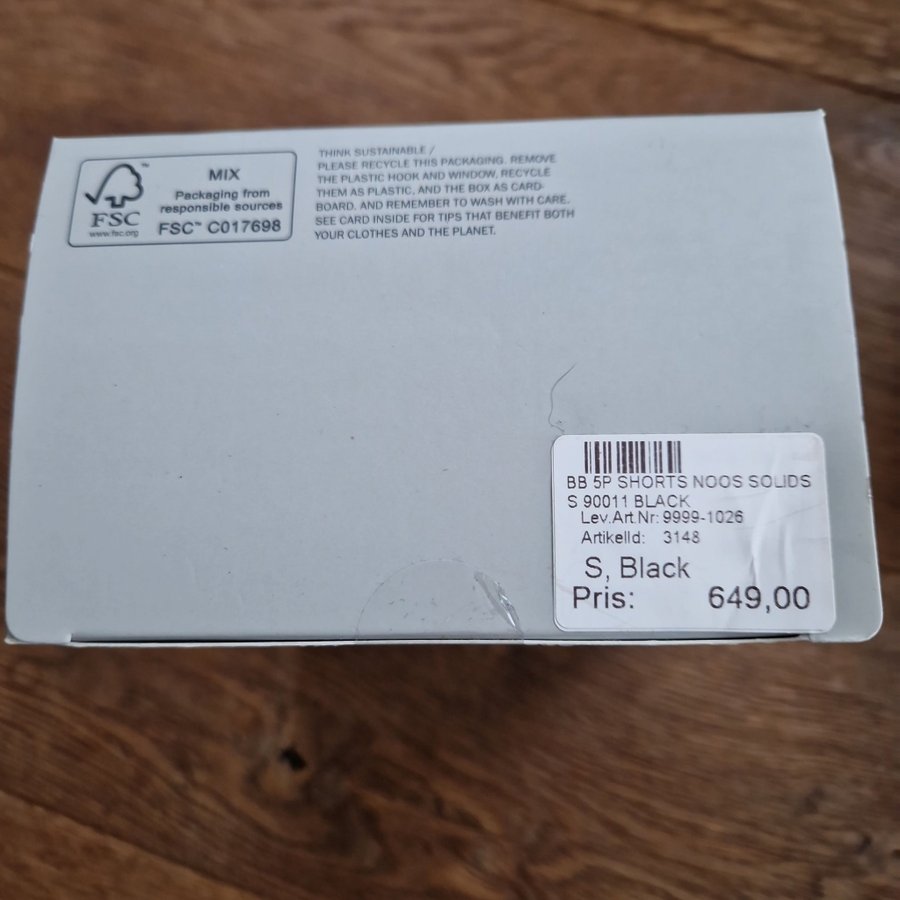 FSC
www.fsc.org
™
MIX
Packaging from
responsible sources
FSC™ C017698
THINK SUSTAINABLE /
PLEASE RECYCLE THIS PACKAGING. REMOVE
THE PLASTIC HOOK AND WINDOW, RECYCLE
THEM AS PLASTIC, AND THE BOX AS CARD-
BOARD, AND REMEMBER TO WASH WITH CARE.
SEE CARD INSIDE FOR TIPS THAT BENEFIT BOTH
YOUR CLOTHES AND THE PLANET.
BB 5P SHORTS NOOS SOLIDS
S 90011 BLACK
Lev.Art.Nr: 9999-1026
ArtikelId: 3148
S, Black
Pris: 649,00